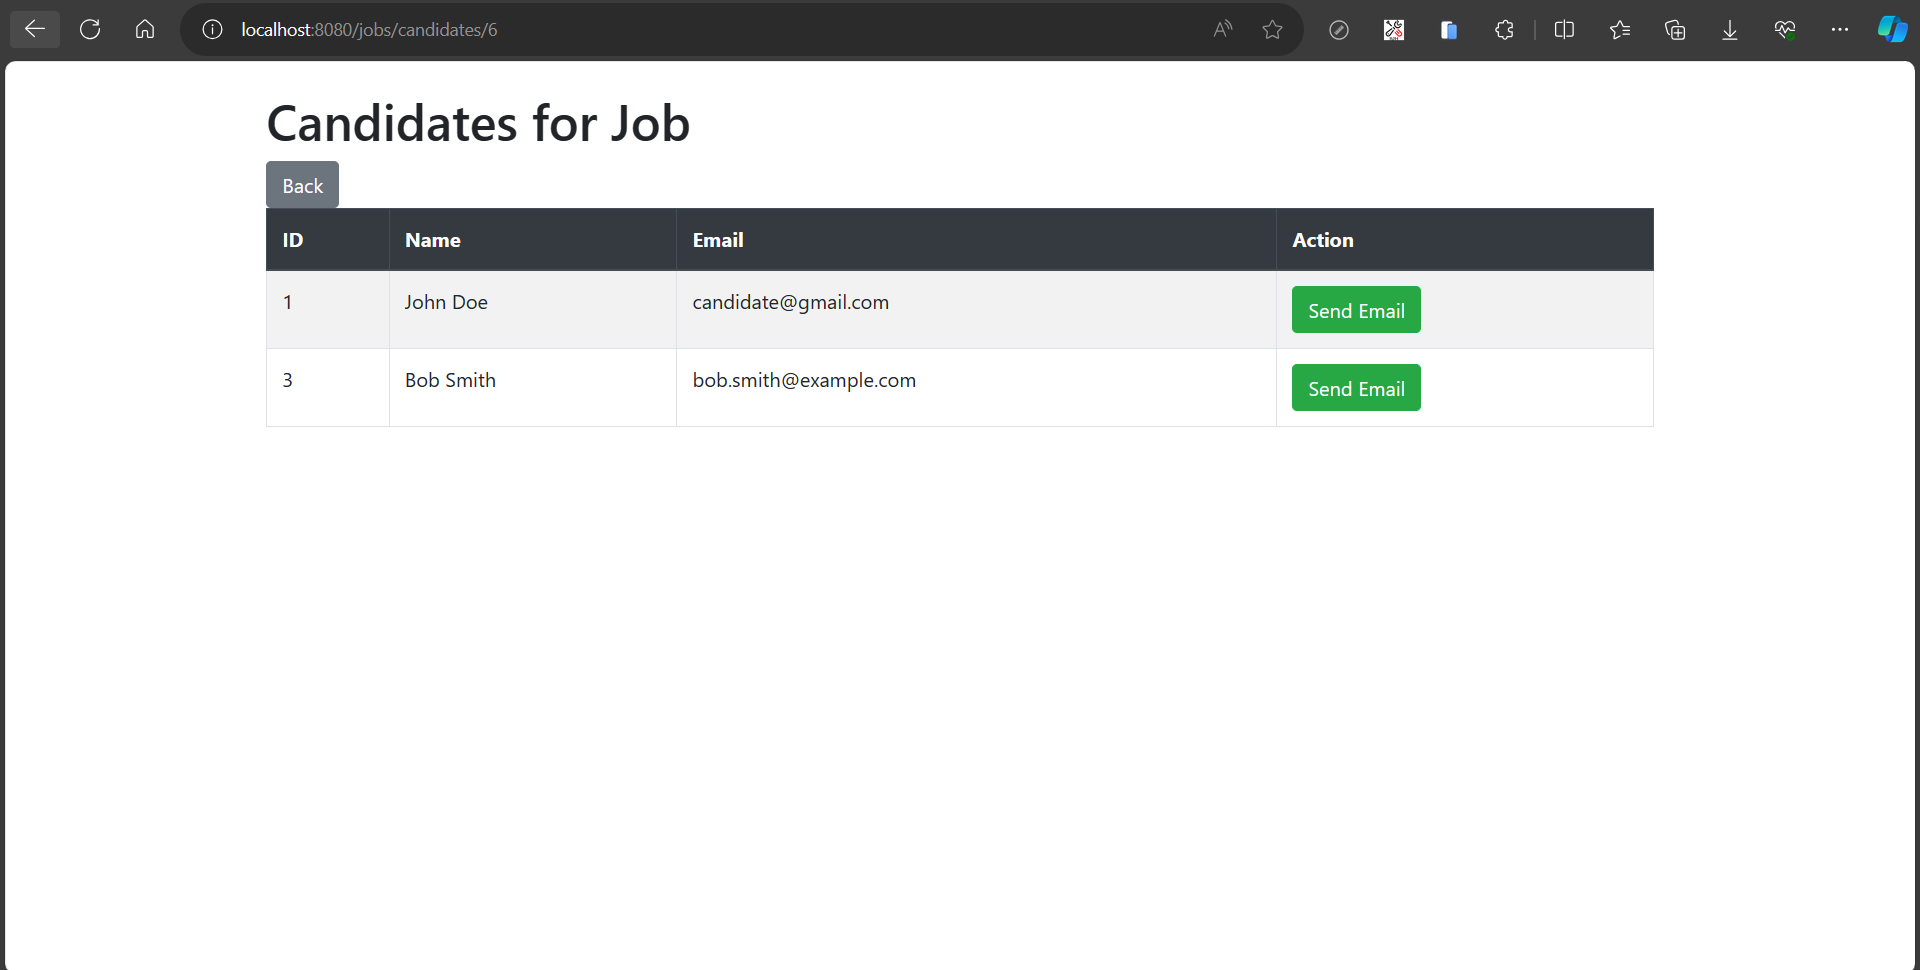 localhost:8080/jobs/candidates/6
Candidates for Job
Back
ID Name Email Action
1 John Doe candidate@gmail.com Send Email
3 Bob Smith bob.smith@example.com Send Email